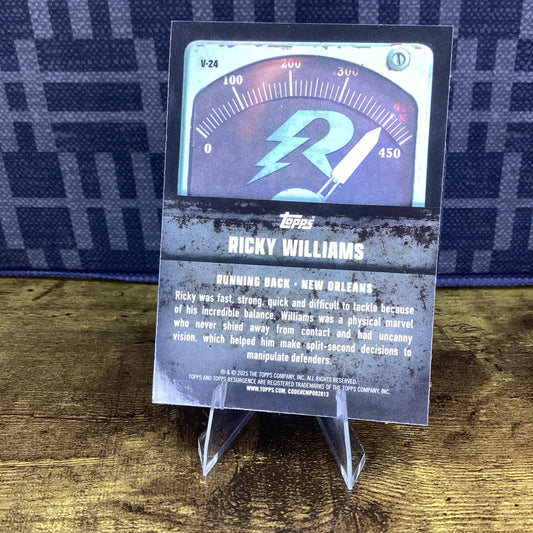 V-24
0
100
200
300
450
R
TOPPS
RICKY WILLIAMS
RUNNING BACK • NEW ORLEANS
Ricky was fast, strong, quick and difficult to tackle because
of his incredible balance. Williams was a physical marvel
who never shied away from contact and had uncanny
vision, which helped him make split-second decisions to
manipulate defenders.
® & © 2025 THE TOPPS COMPANY, INC. ALL RIGHTS RESERVED.
TOPPS AND TOPPS RESURGENCE ARE REGISTERED TRADEMARKS OF THE TOPPS COMPANY, INC.
WWW.TOPPS.COM. CODE#CMP092013